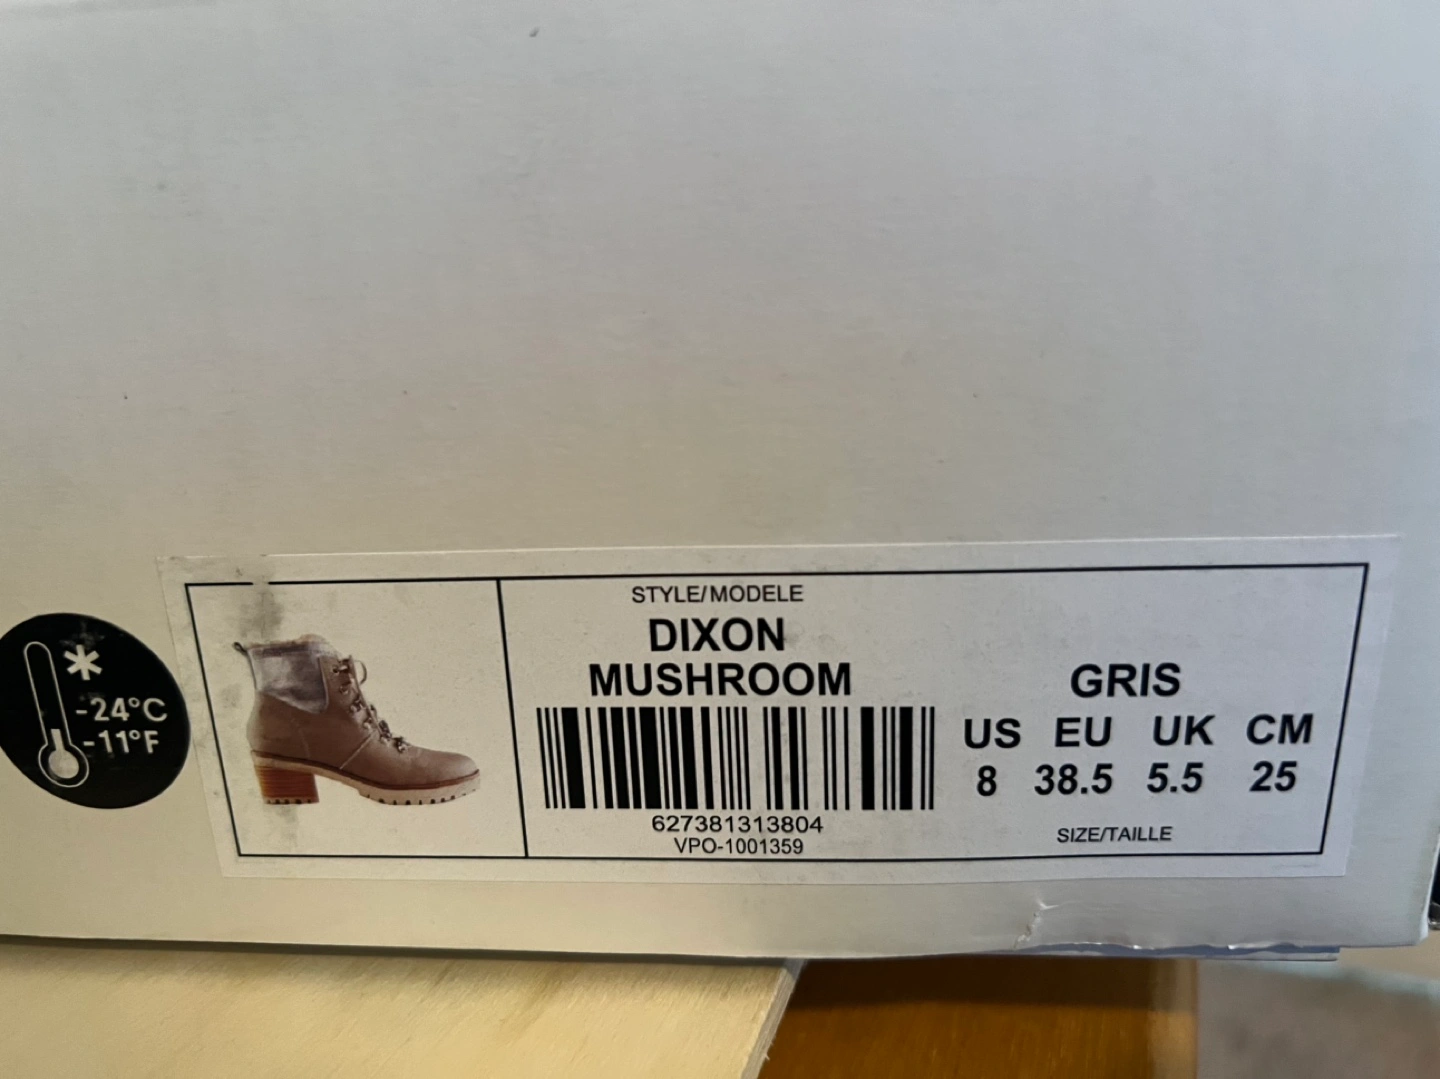 -24°C
-11°F
STYLE/MODELE
DIXON
MUSHROOM
627381313804
VPO-1001359
GRIS
US EU UK CM
8 38.5 5.5 25
SIZE/TAILLE